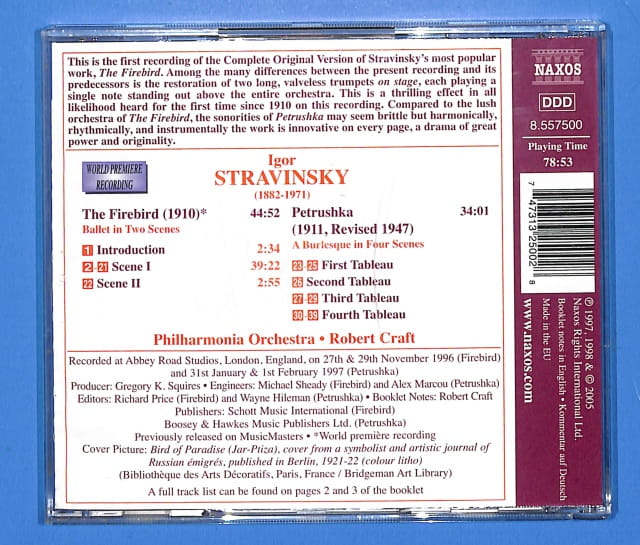 This is the first recording of the Complete Original Version of Stravinsky's most popular
work, The Firebird. Among the many differences between the present recording and its
predecessors is the restoration of two long, valveless trumpets on stage, each playing a
single note standing out above the entire orchestra. This is a thrilling effect in all
likelihood heard for the first time since 1910 on this recording. Compared to the lush
orchestra of The Firebird, the sonorities of Petrushka may seem brittle but harmonically,
rhythmically, and instrumentally the work is innovative on every page, a drama of great
power and originality.
WORLD PREMIERE
RECORDING
Igor
STRAVINSKY
(1882-1971)
The Firebird (1910)* 44:52
Ballet in Two Scenes
1 Introduction 2:34
2-21 Scene I 39:22
22 Scene II 2:55
Petrushka 34:01
(1911, Revised 1947)
A Burlesque in Four Scenes
23-25 First Tableau
26 Second Tableau
27-29 Third Tableau
30-39 Fourth Tableau
Philharmonia Orchestra • Robert Craft
Recorded at Abbey Road Studios, London, England, on 27th & 29th November 1996 (Firebird)
and 31st January & 1st February 1997 (Petrushka)
Producer: Gregory K. Squires • Engineers: Michael Sheady (Firebird) and Alex Marcou (Petrushka)
Editors: Richard Price (Firebird) and Wayne Hileman (Petrushka) • Booklet Notes: Robert Craft
Publishers: Schott Music International (Firebird)
Boosey & Hawkes Music Publishers Ltd. (Petrushka)
Previously released on MusicMasters • *World première recording
Cover Picture: Bird of Paradise (Jar-Ptiza), cover from a symbolist and artistic journal of
Russian émigrés, published in Berlin, 1921-22 (colour litho)
(Bibliothèque des Arts Décoratifs, Paris, France / Bridgeman Art Library)
A full track list can be found on pages 2 and 3 of the booklet
NAXOS
DDD
8.557500
Playing Time
78:53
7 47313 25002 8
℗ 1997, 1998 & © 2005
Naxos Rights International Ltd.
Booklet notes in English • Kommentar auf Deutsch
Made in the EU
www.naxos.com